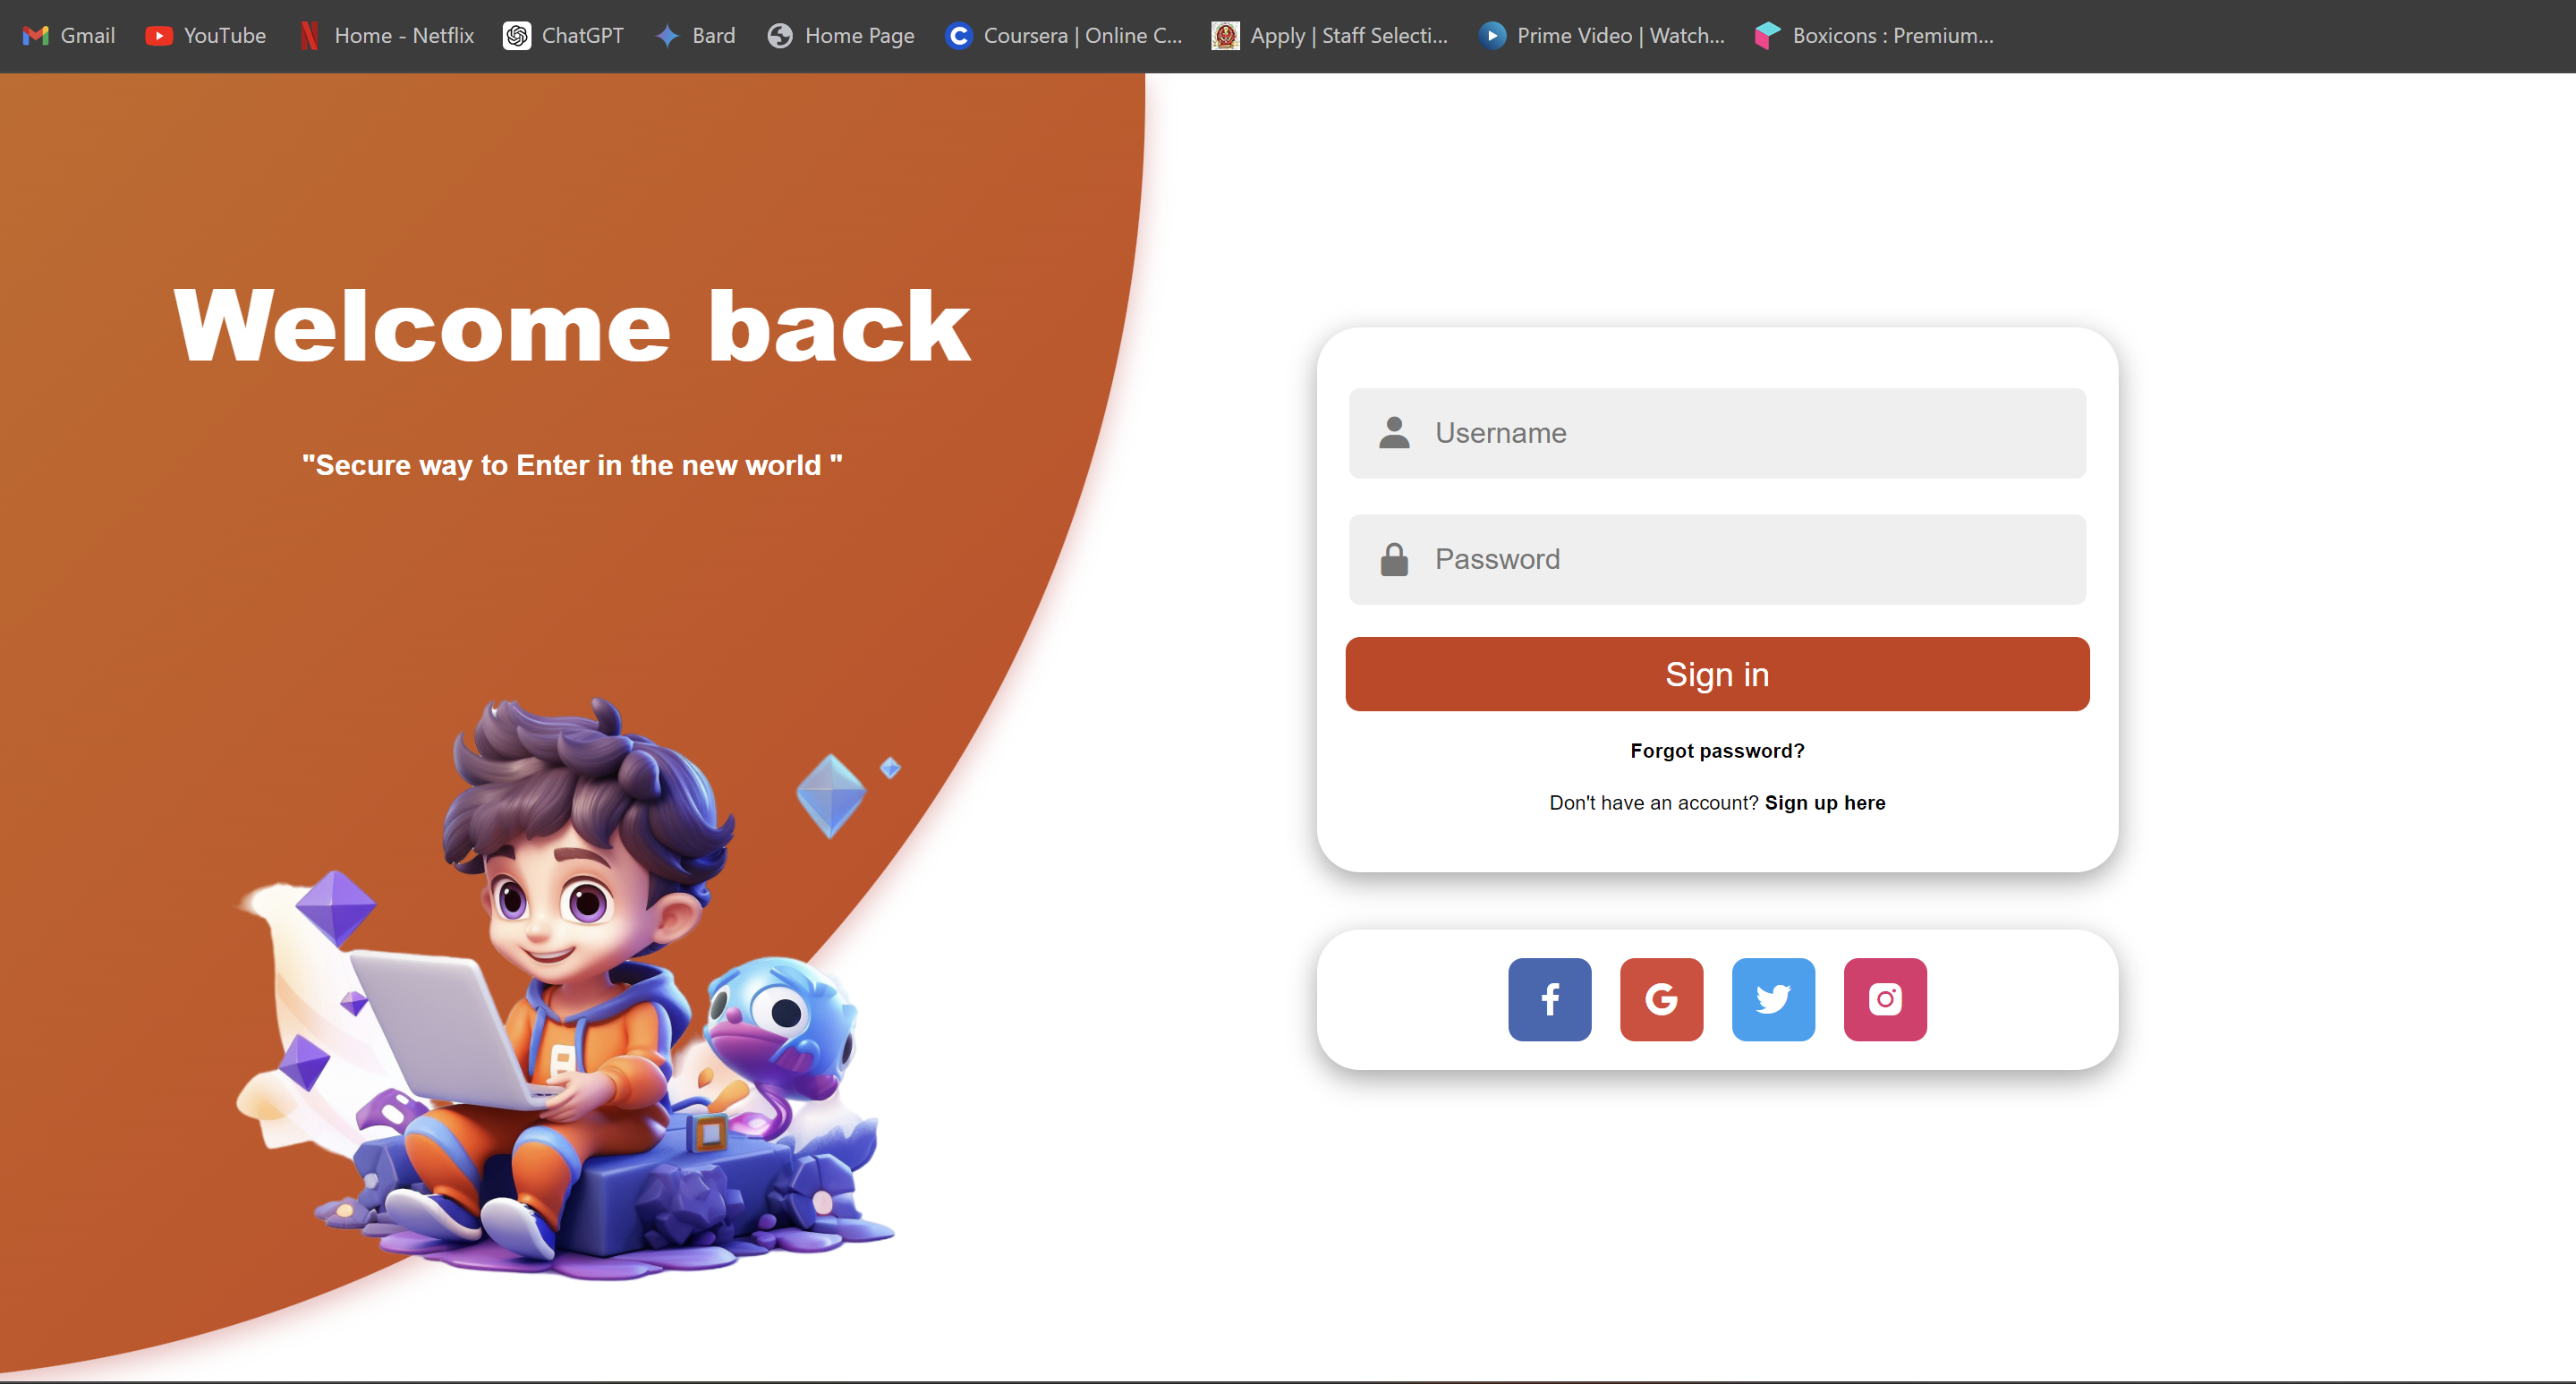 Gmail YouTube Home - Netflix ChatGPT Bard Home Page Coursera | Online C... Apply | Staff Selecti... Prime Video | Watch... Boxicons : Premium...
Welcome back
"Secure way to Enter in the new world "
Username
Password
Sign in
Forgot password?
Don't have an account? Sign up here